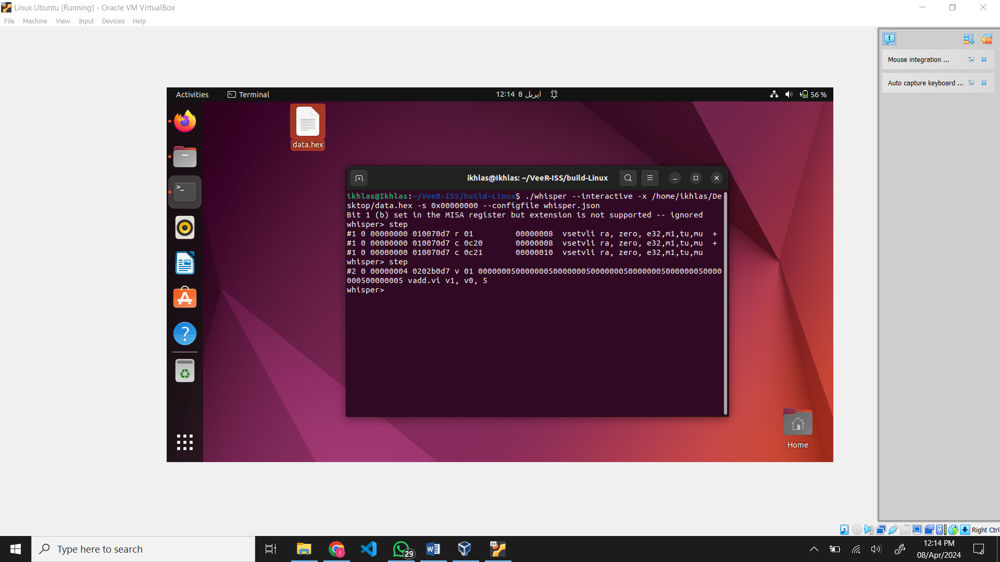 Linux Ubuntu [Running] - Oracle VM VirtualBox
File Machine View Input Devices Help
Mouse integration ...
Auto capture keyboard ...
Activities Terminal 12:14 8 اپریل 56 %
data.hex
ikhlas@Ikhlas: ~/VeeR-ISS/build-Linux
ikhlas@Ikhlas:~/VeeR-ISS/build-Linux$ ./whisper --interactive -x /home/ikhlas/De
sktop/data.hex -s 0x00000000 --configfile whisper.json
Bit 1 (b) set in the MISA register but extension is not supported -- ignored
whisper> step
#1 0 00000000 010070d7 r 01         00000008  vsetvli ra, zero, e32,m1,tu,mu  +
#1 0 00000000 010070d7 c 0c20       00000008  vsetvli ra, zero, e32,m1,tu,mu  +
#1 0 00000000 010070d7 c 0c21       00000010  vsetvli ra, zero, e32,m1,tu,mu
whisper> step
#2 0 00000004 0202b0d7 v 01 0000000500000005000000050000000500000005000000050000
000500000005 vadd.vi v1, v0, 5
whisper>
Home
Right Ctrl
Type here to search
29
12:14 PM
08/Apr/2024